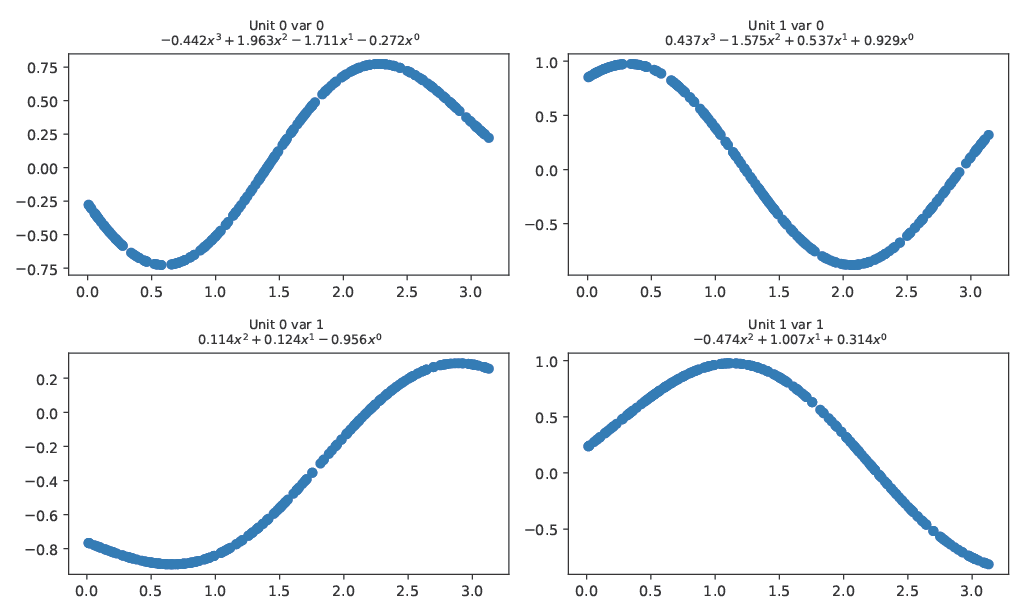 Unit 0 var 0
−0.442x³ + 1.963x² − 1.711x¹ − 0.272x⁰
0.75
0.50
0.25
0.00
−0.25
−0.50
−0.75
0.0 0.5 1.0 1.5 2.0 2.5 3.0
Unit 1 var 0
0.437x³ − 1.575x² + 0.537x¹ + 0.929x⁰
1.0
0.5
0.0
−0.5
0.0 0.5 1.0 1.5 2.0 2.5 3.0
Unit 0 var 1
0.114x² + 0.124x¹ − 0.956x⁰
0.2
0.0
−0.2
−0.4
−0.6
−0.8
0.0 0.5 1.0 1.5 2.0 2.5 3.0
Unit 1 var 1
−0.474x² + 1.007x¹ + 0.314x⁰
1.0
0.5
0.0
−0.5
0.0 0.5 1.0 1.5 2.0 2.5 3.0